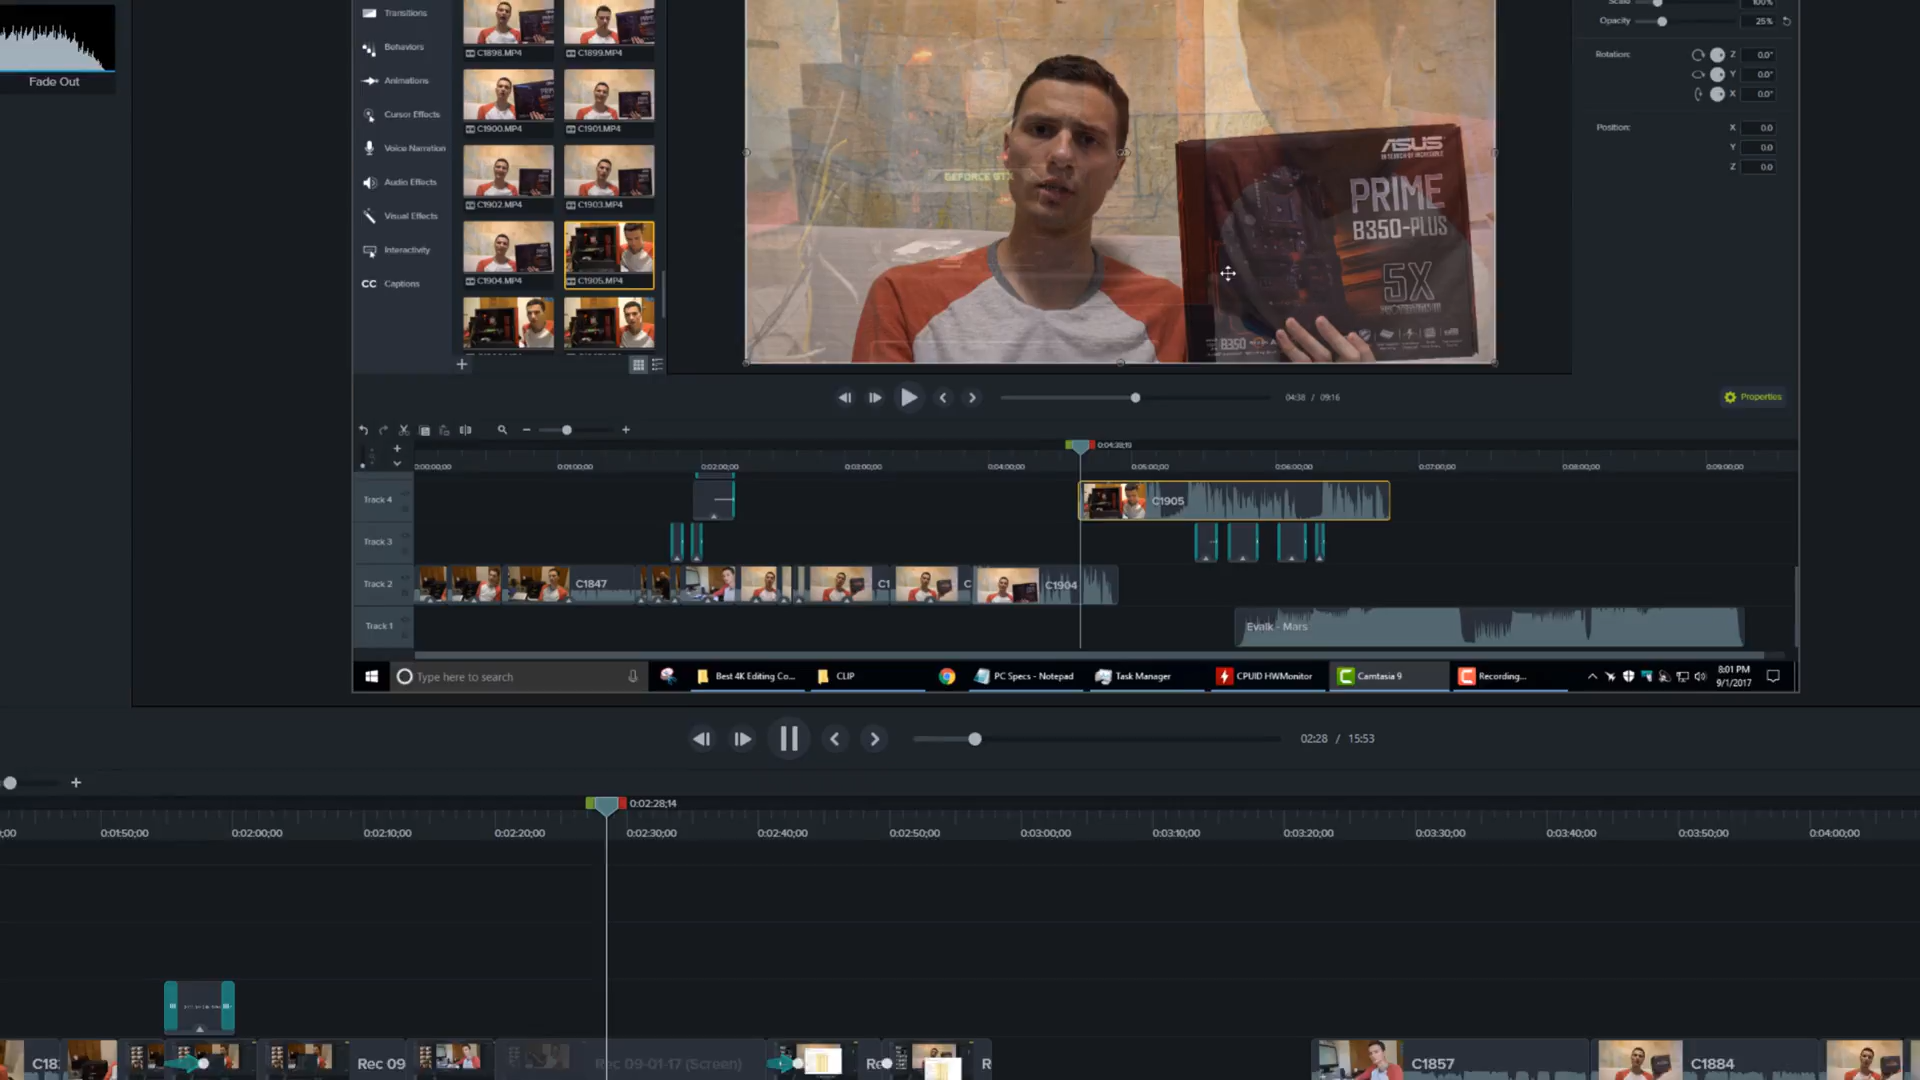 Fade Out
Transitions
Behaviors
Animations
Cursor Effects
Voice Narration
Audio Effects
Visual Effects
Interactivity
CC Captions
C1898.MP4
C1899.MP4
C1900.MP4
C1901.MP4
C1902.MP4
C1903.MP4
C1904.MP4
C1905.MP4
GEFORCE GTX
ASUS
IN SEARCH OF INCREDIBLE
PRIME
B350-PLUS
5X
PROTECTION III
B350
Scale
100%
Opacity
25%
Rotation:
Z 0.0°
Y 0.0°
X 0.0°
Position:
X 0.0
Y 0.0
Z 0.0
04:38 / 09:16
Properties
0:00:00;00
0:01:00;00
0:02:00;00
0:03:00;00
0:04:00;00
0:05:00;00
0:06:00;00
0:07:00;00
0:08:00;00
0:09:00;00
Track 4
C1905
Track 3
Track 2
C1847
C1
C
C1904
Track 1
Evalk - Mars
Type here to search
Best 4K Editing Co...
CLIP
PC Specs - Notepad
Task Manager
CPUID HWMonitor
Camtasia 9
Recording...
8:01 PM
9/1/2017
02:28 / 15:53
0:02:28;14
0:01:50;00
0:02:00;00
0:02:10;00
0:02:20;00
0:02:30;00
0:02:40;00
0:02:50;00
0:03:00;00
0:03:10;00
0:03:20;00
0:03:30;00
0:03:40;00
0:03:50;00
0:04:00;00
C18
Rec 09
Rec 09-01-17 (Screen)
Re
R
C1857
C1884